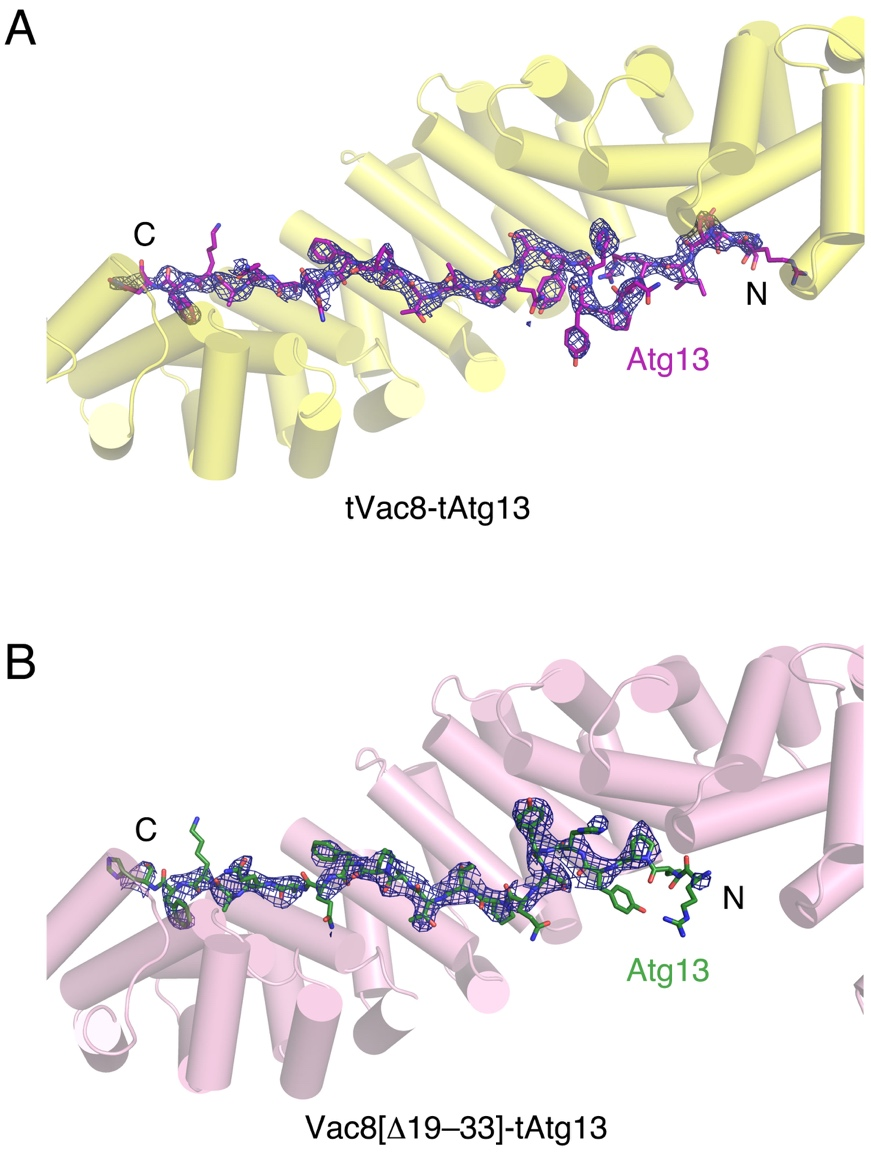 A
C
N
Atg13
tVac8-tAtg13
B
C
N
Atg13
Vac8[Δ19–33]-tAtg13